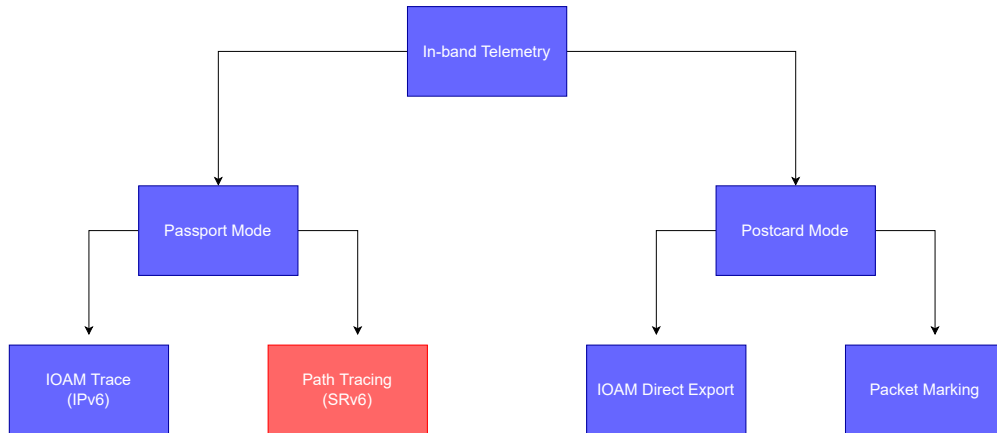 In-band Telemetry
Passport Mode
Postcard Mode
IOAM Trace
(IPv6)
Path Tracing
(SRv6)
IOAM Direct Export
Packet Marking